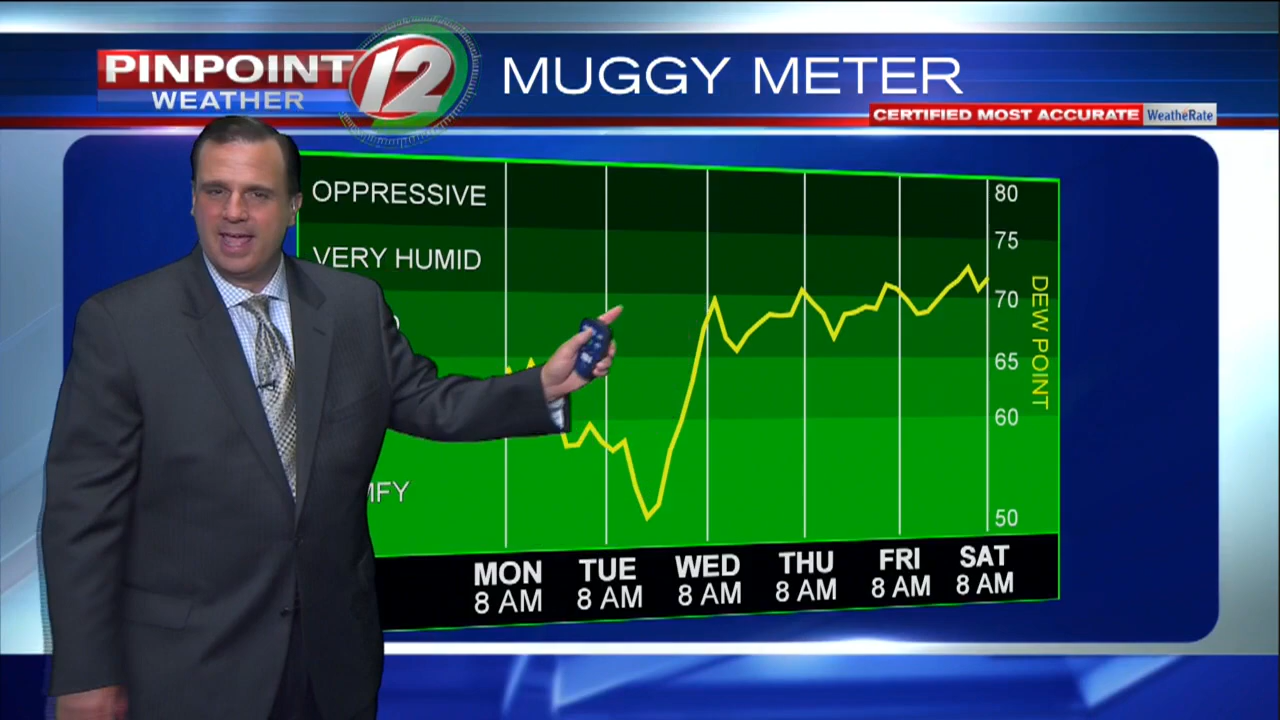 PINPOINT
WEATHER
12
MUGGY METER
CERTIFIED MOST ACCURATE WeatheRate
OPPRESSIVE
VERY HUMID
80
75
70
65
60
50
DEW POINT
MON TUE WED THU FRI SAT
8 AM 8 AM 8 AM 8 AM 8 AM 8 AM